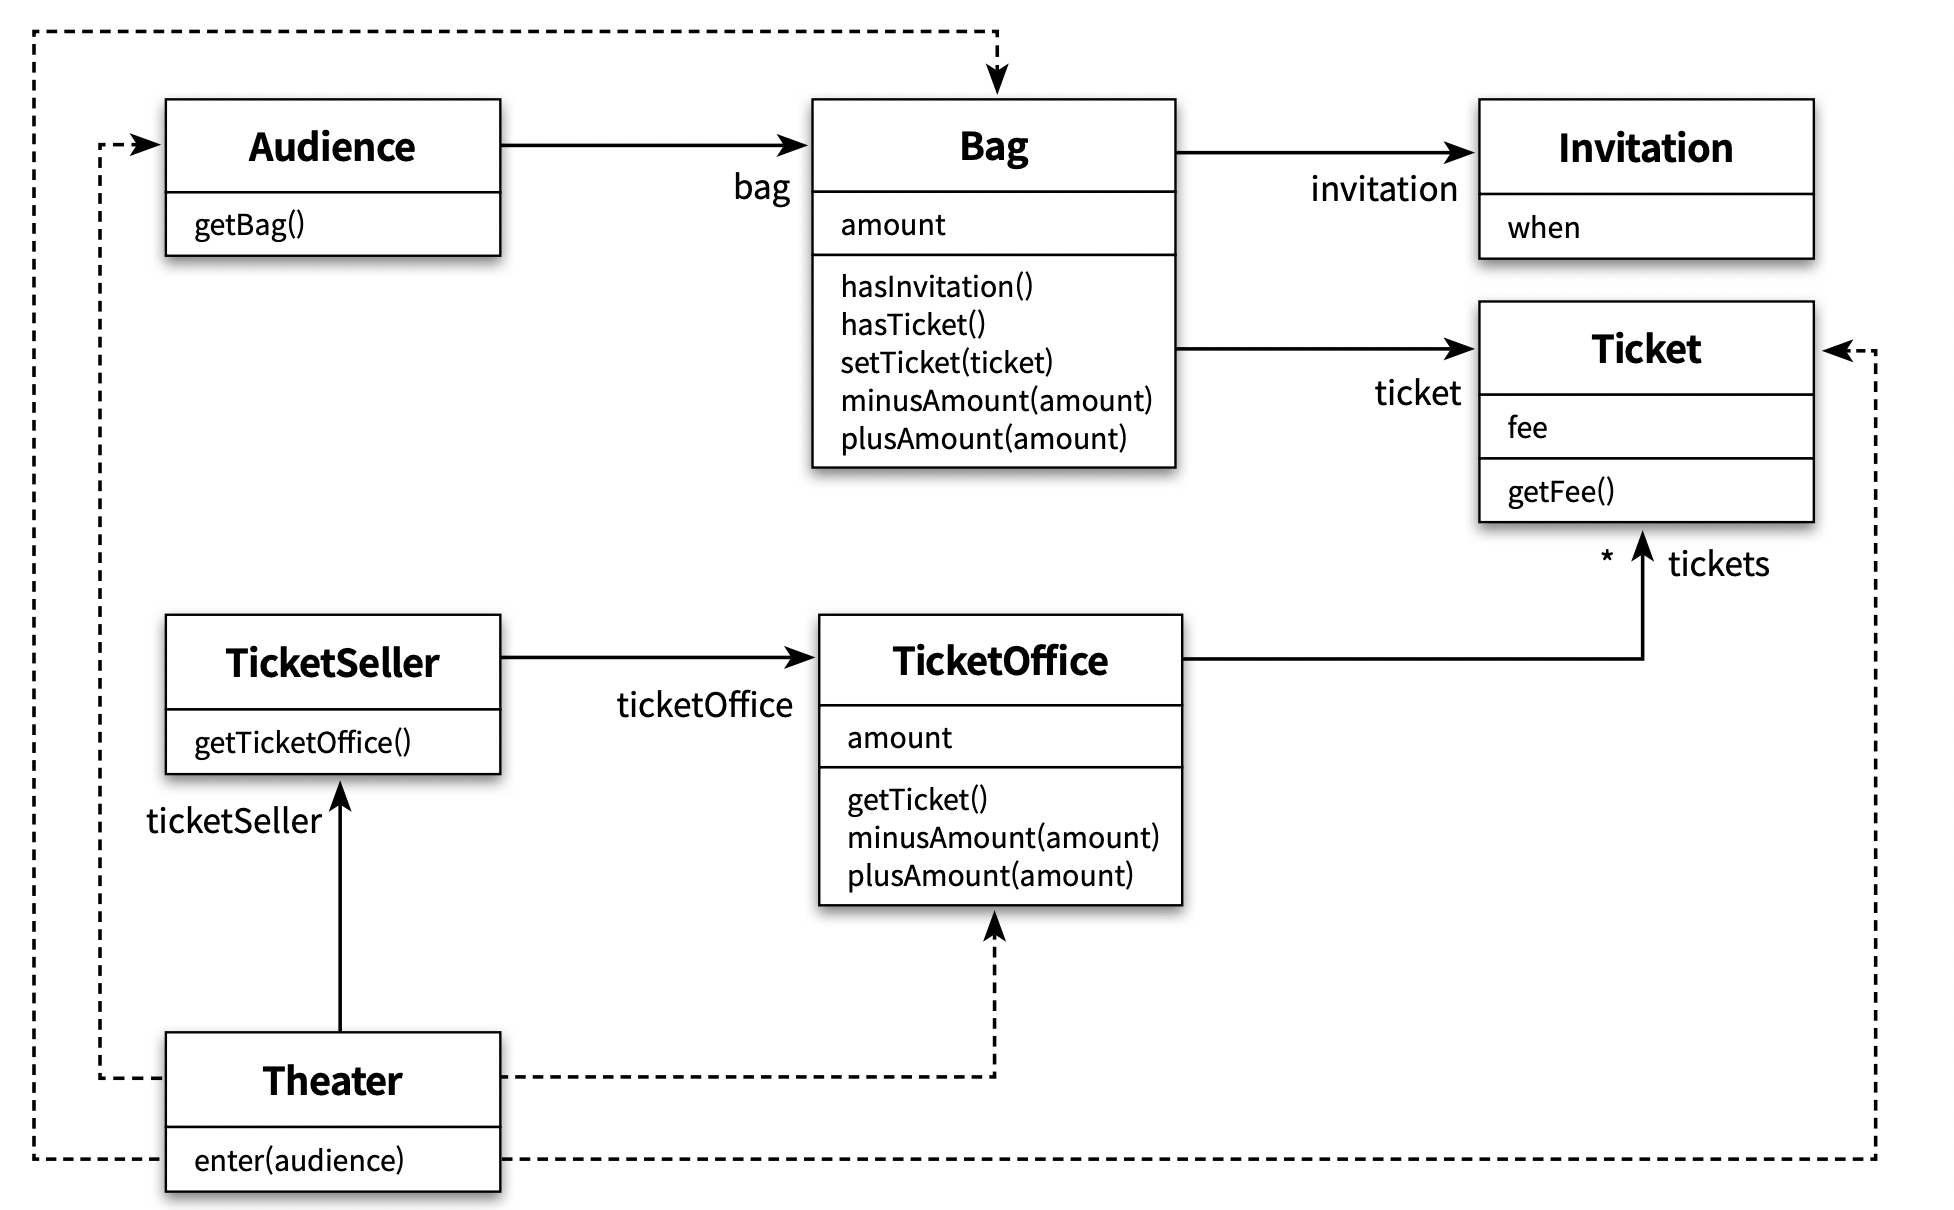 Audience
getBag()
bag
Bag
amount
hasInvitation()
hasTicket()
setTicket(ticket)
minusAmount(amount)
plusAmount(amount)
invitation
Invitation
when
ticket
Ticket
fee
getFee()
* tickets
TicketSeller
getTicketOffice()
ticketOffice
TicketOffice
amount
getTicket()
minusAmount(amount)
plusAmount(amount)
ticketSeller
Theater
enter(audience)